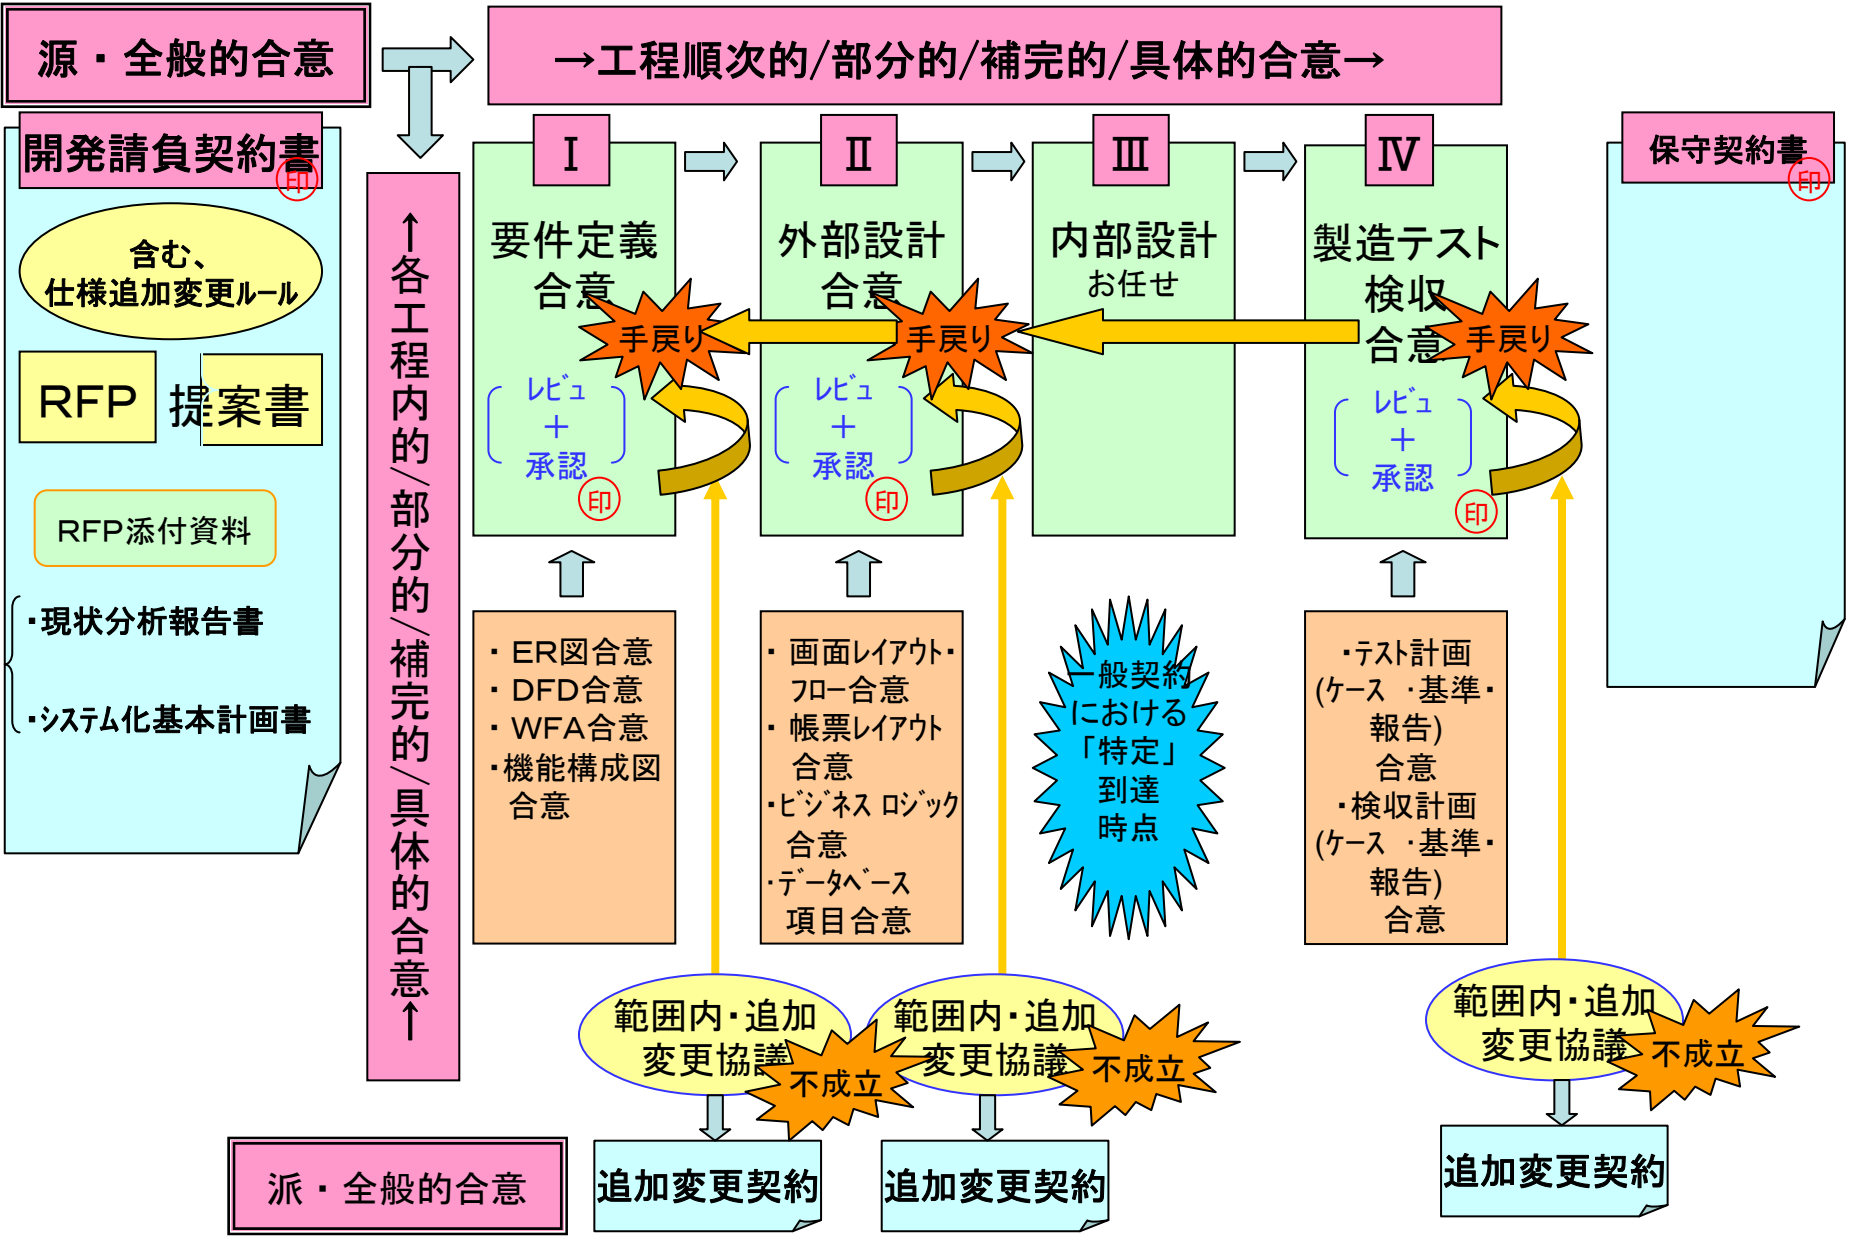 源・全般的合意
→工程順次的/部分的/補完的/具体的合意→
開発請負契約書
印
含む、
仕様追加変更ﾙｰﾙ
RFP
提案書
RFP添付資料
・現状分析報告書
・ｼｽﾃﾑ化基本計画書
←各工程内的/部分的/補完的/具体的合意→
Ⅰ
要件定義
合意
手戻り
ﾚﾋﾞｭ
＋
承認
印
・ ER図合意
・ DFD合意
・ WFA合意
・機能構成図
合意
Ⅱ
外部設計
合意
手戻り
ﾚﾋﾞｭ
＋
承認
印
・ 画面ﾚｲｱｳﾄ・
ﾌﾛｰ合意
・ 帳票ﾚｲｱｳﾄ
合意
・ﾋﾞｼﾞﾈｽ ﾛｼﾞｯｸ
合意
・ﾃﾞｰﾀﾍﾞｰｽ
項目合意
Ⅲ
内部設計
お任せ
一般契約
における
「特定」
到達
時点
Ⅳ
製造テスト
検収
合意
手戻り
ﾚﾋﾞｭ
＋
承認
印
・ﾃｽﾄ計画
(ｹｰｽ ・基準・
報告)
合意
・検収計画
(ｹｰｽ ・基準・
報告)
合意
保守契約書
印
範囲内・追加
変更協議
不成立
範囲内・追加
変更協議
不成立
範囲内・追加
変更協議
不成立
派・全般的合意
追加変更契約
追加変更契約
追加変更契約